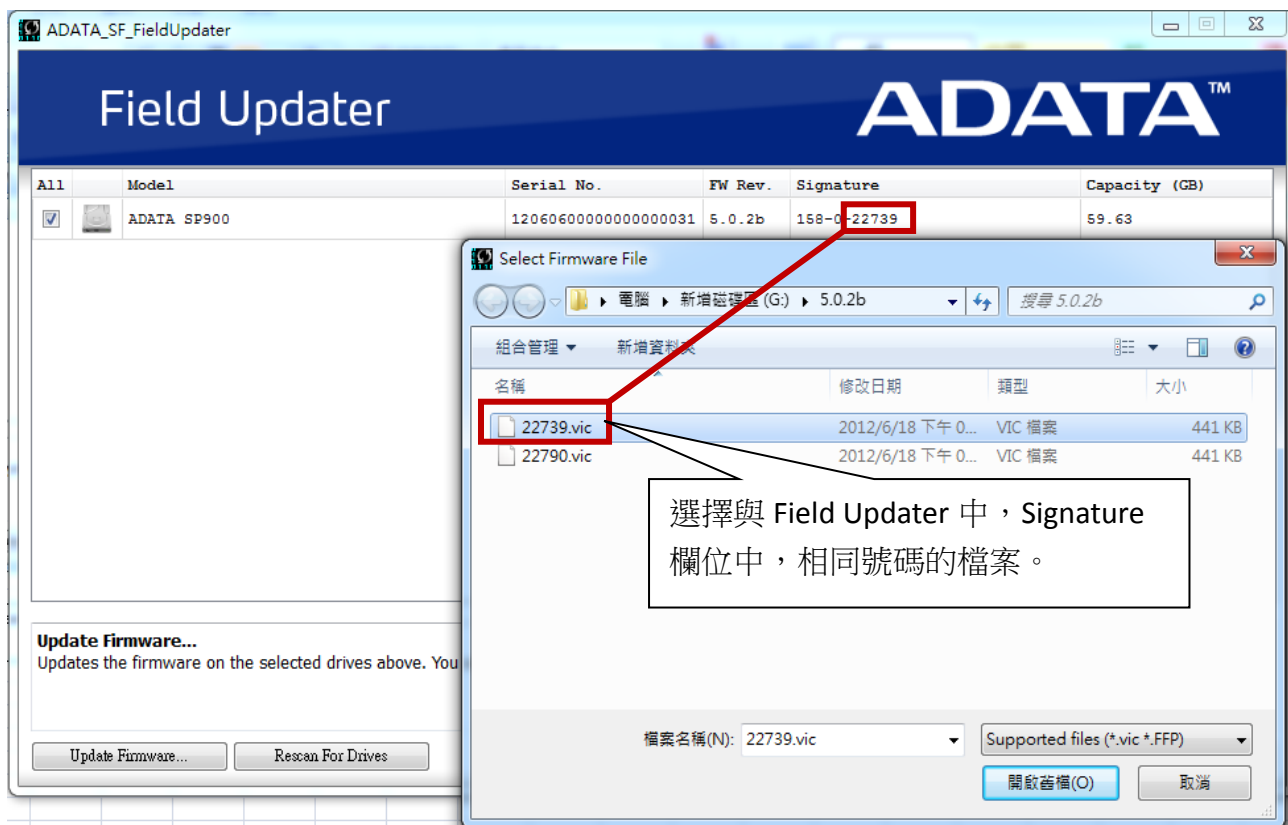 ADATA_SF_FieldUpdater
Field Updater
ADATA™
All Model Serial No. FW Rev. Signature Capacity (GB)
ADATA SP900 12060600000000000031 5.0.2b 158-0-22739 59.63
Select Firmware File
電腦 新增磁碟區 (G:) 5.0.2b
搜尋 5.0.2b
組合管理 新增資料夾
名稱 修改日期 類型 大小
22739.vic 2012/6/18 下午 0... VIC 檔案 441 KB
22790.vic 2012/6/18 下午 0... VIC 檔案 441 KB
選擇與 Field Updater 中，Signature
欄位中，相同號碼的檔案。
Update Firmware...
Updates the firmware on the selected drives above. You
檔案名稱(N): 22739.vic Supported files (*.vic *.FFP)
Update Firmware... Rescan For Drives
開啟舊檔(O) 取消